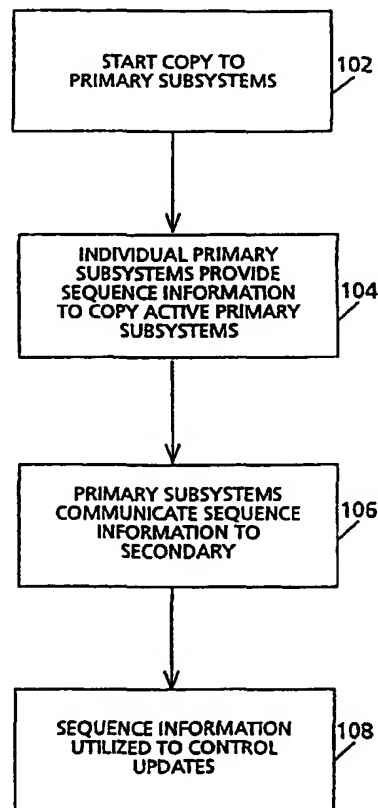 START COPY TO
PRIMARY SUBSYSTEMS
102
INDIVIDUAL PRIMARY
SUBSYSTEMS PROVIDE
SEQUENCE INFORMATION
TO COPY ACTIVE PRIMARY
SUBSYSTEMS
104
PRIMARY SUBSYSTEMS
COMMUNICATE SEQUENCE
INFORMATION TO
SECONDARY
106
SEQUENCE INFORMATION
UTILIZED TO CONTROL
UPDATES
108